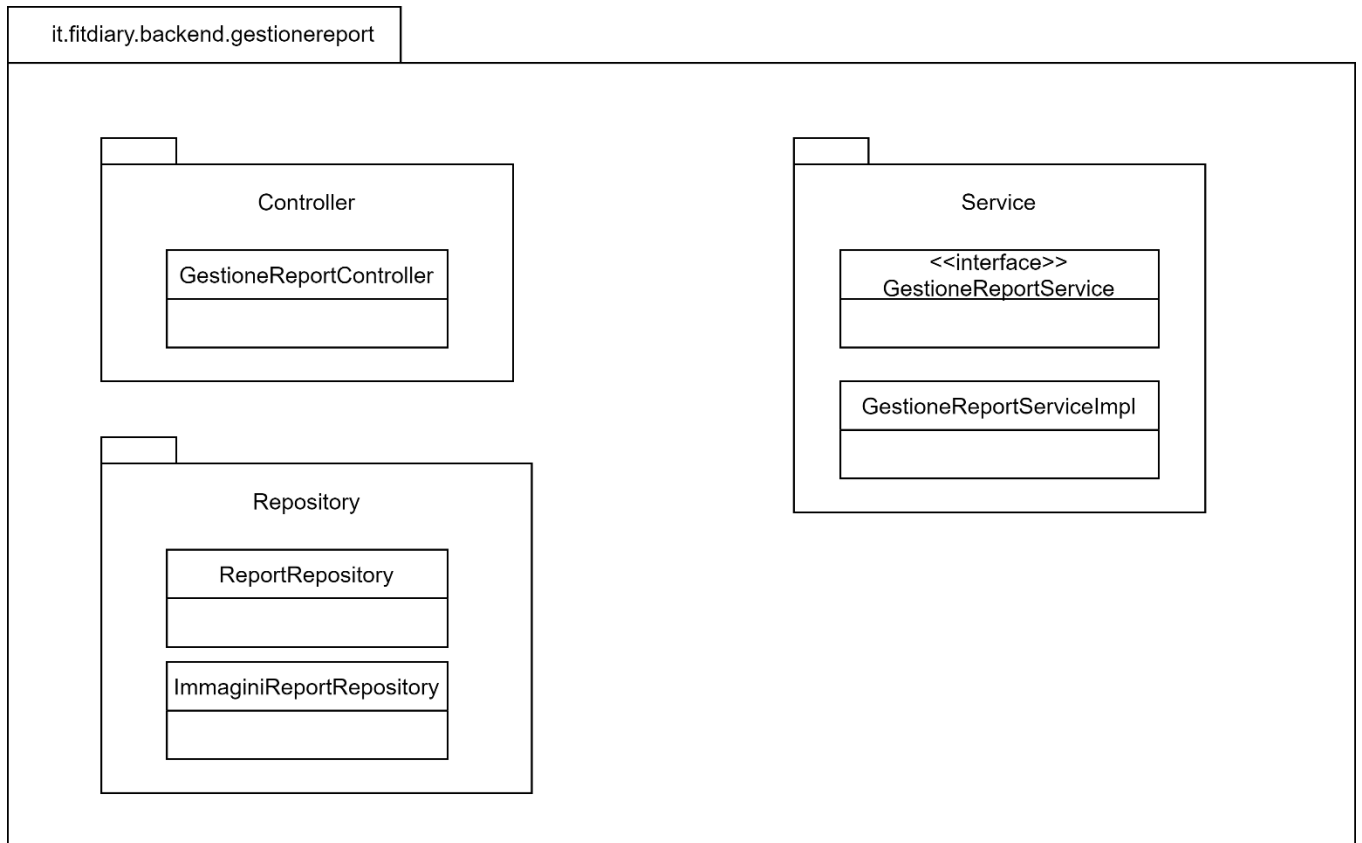 it.fitdiary.backend.gestionereport
Controller
GestioneReportController
Service
<<interface>>
GestioneReportService
GestioneReportServiceImpl
Repository
ReportRepository
ImmaginiReportRepository